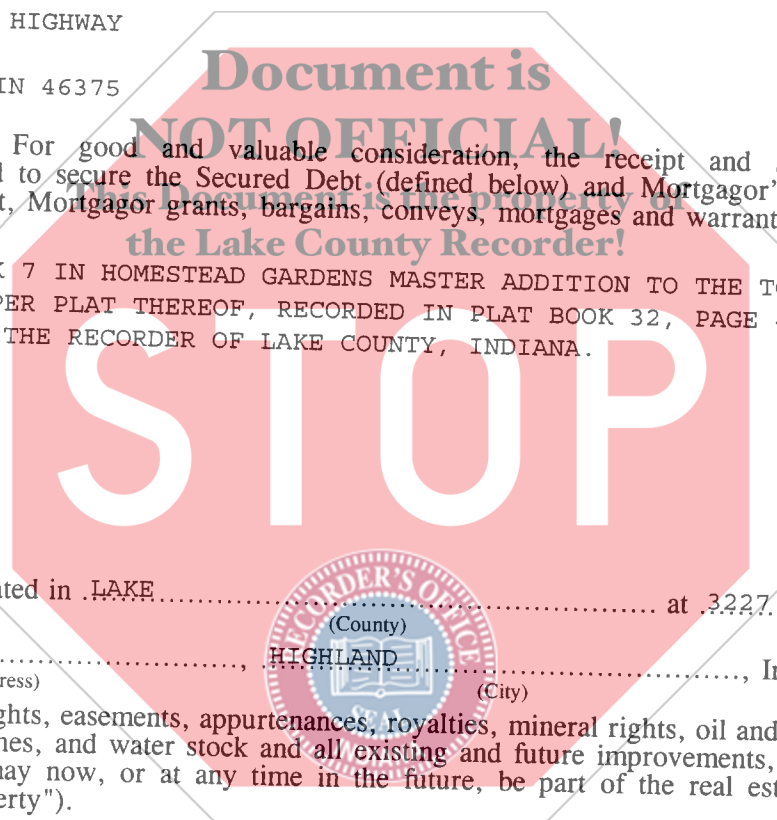 HIGHWAY
IN 46375
Document is
NOT OFFICIAL!
This Document is the property of
the Lake County Recorder!
For good and valuable consideration, the receipt and
to secure the Secured Debt (defined below) and Mortgagor'
Mortgagor grants, bargains, conveys, mortgages and warrant
7 IN HOMESTEAD GARDENS MASTER ADDITION TO THE
PER PLAT THEREOF, RECORDED IN PLAT BOOK 32, PAGE
THE RECORDER OF LAKE COUNTY, INDIANA.
STOP
ated in LAKE at 3227
(County)
RECORDER'S OFFICE
SEAL
, HIGHLAND , In
ress) (City)
ghts, easements, appurtenances, royalties, mineral rights, oil and
nes, and water stock and all existing and future improvements,
may now, or at any time in the future, be part of the real est
erty").